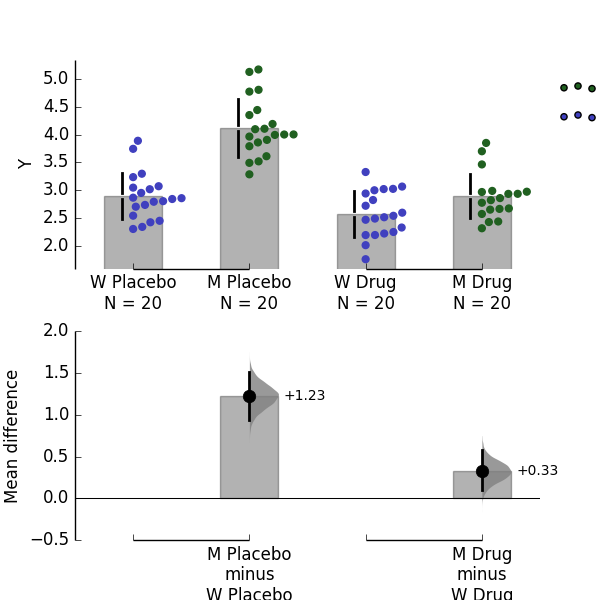 5.0
4.5
4.0
3.5
3.0
2.5
2.0
Y
W Placebo
N = 20
M Placebo
N = 20
W Drug
N = 20
M Drug
N = 20
2.0
1.5
1.0
0.5
0.0
−0.5
Mean difference
+1.23
+0.33
M Placebo
minus
W Placebo
M Drug
minus
W Drug